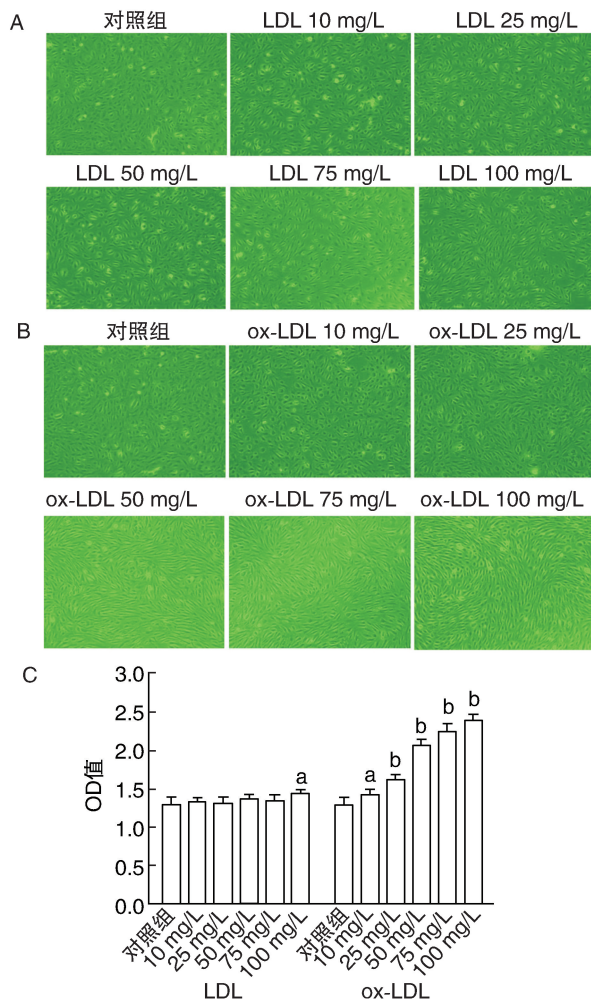 A
对照组 LDL 10 mg/L LDL 25 mg/L
LDL 50 mg/L LDL 75 mg/L LDL 100 mg/L
B
对照组 ox-LDL 10 mg/L ox-LDL 25 mg/L
ox-LDL 50 mg/L ox-LDL 75 mg/L ox-LDL 100 mg/L
C
OD值
3.0
2.5
2.0
1.5
1.0
0.5
0.0
a
a
b
b
b
b
对照组
10 mg/L
25 mg/L
50 mg/L
75 mg/L
100 mg/L
对照组
10 mg/L
25 mg/L
50 mg/L
75 mg/L
100 mg/L
LDL
ox-LDL